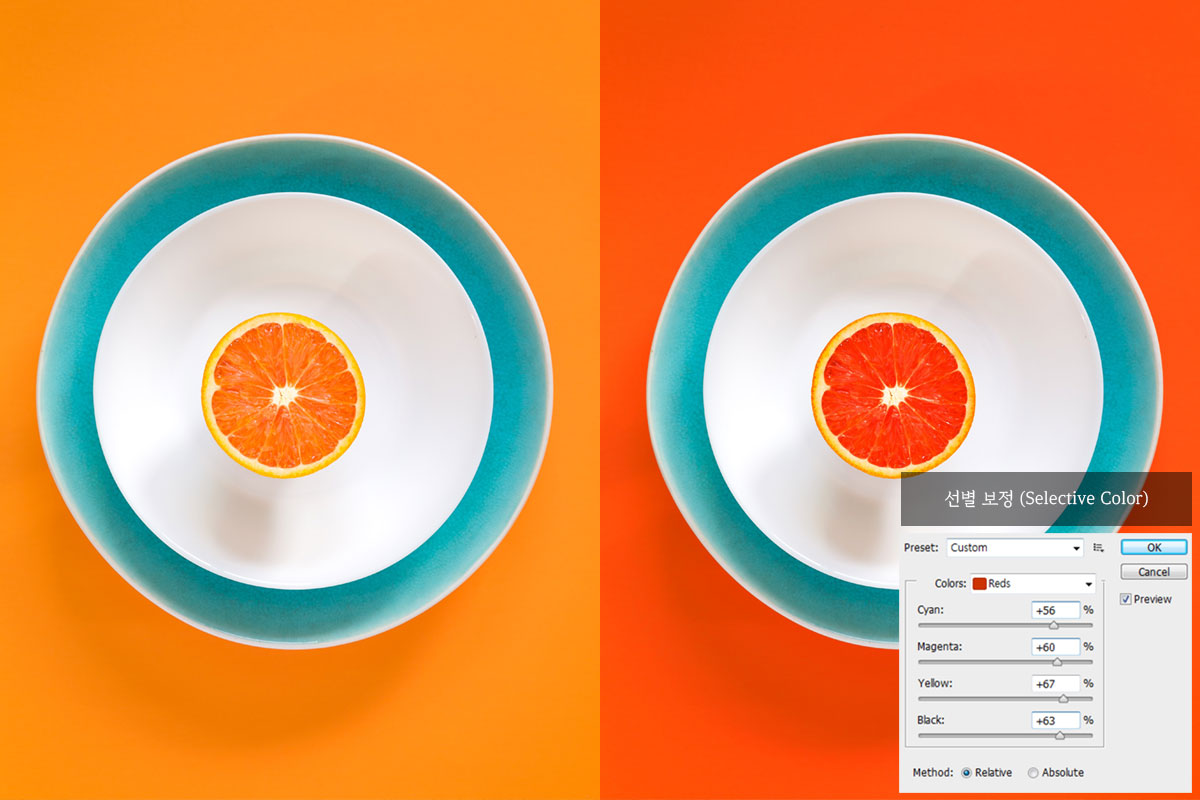 선별 보정 (Selective Color)
Preset: Custom OK
Cancel
Colors: Reds
Preview
Cyan: +56 %
Magenta: +60 %
Yellow: +67 %
Black: +63 %
Method: Relative Absolute